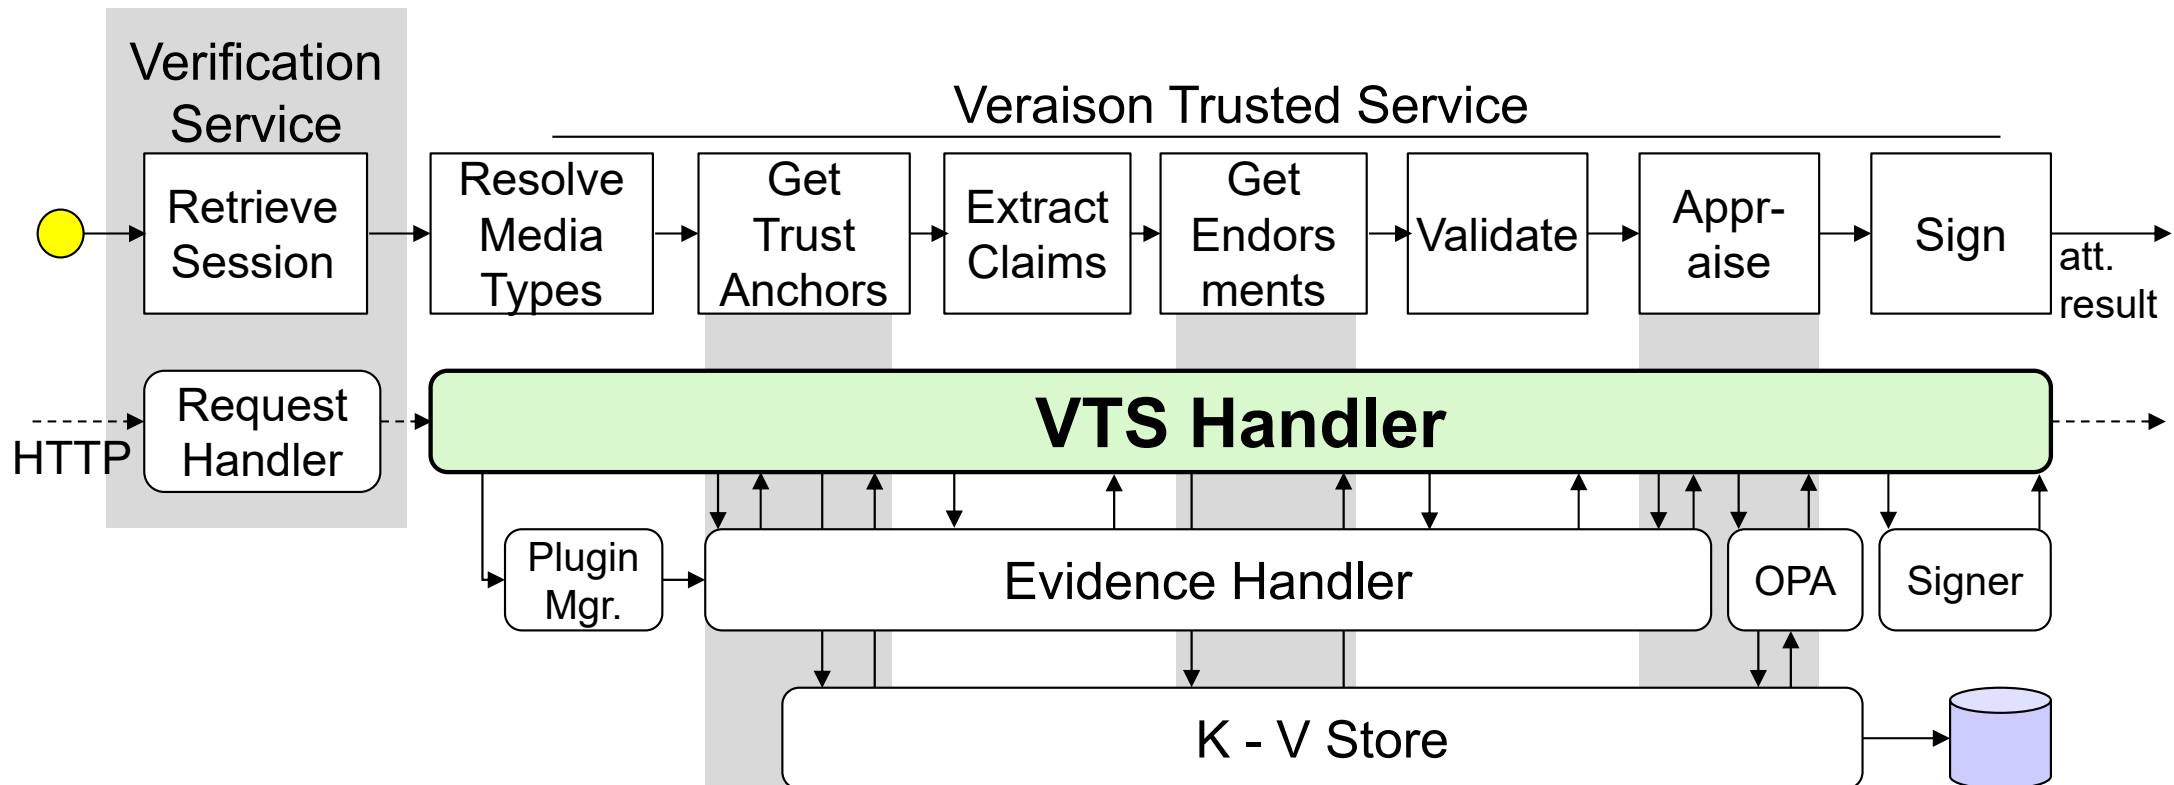 Verification
Service
Veraison Trusted Service
Retrieve
Session
Resolve
Media
Types
Get
Trust
Anchors
Extract
Claims
Get
Endors
ments
Validate
Appr-
aise
Sign
att.
result
HTTP
Request
Handler
VTS Handler
Plugin
Mgr.
Evidence Handler
OPA
Signer
K - V Store